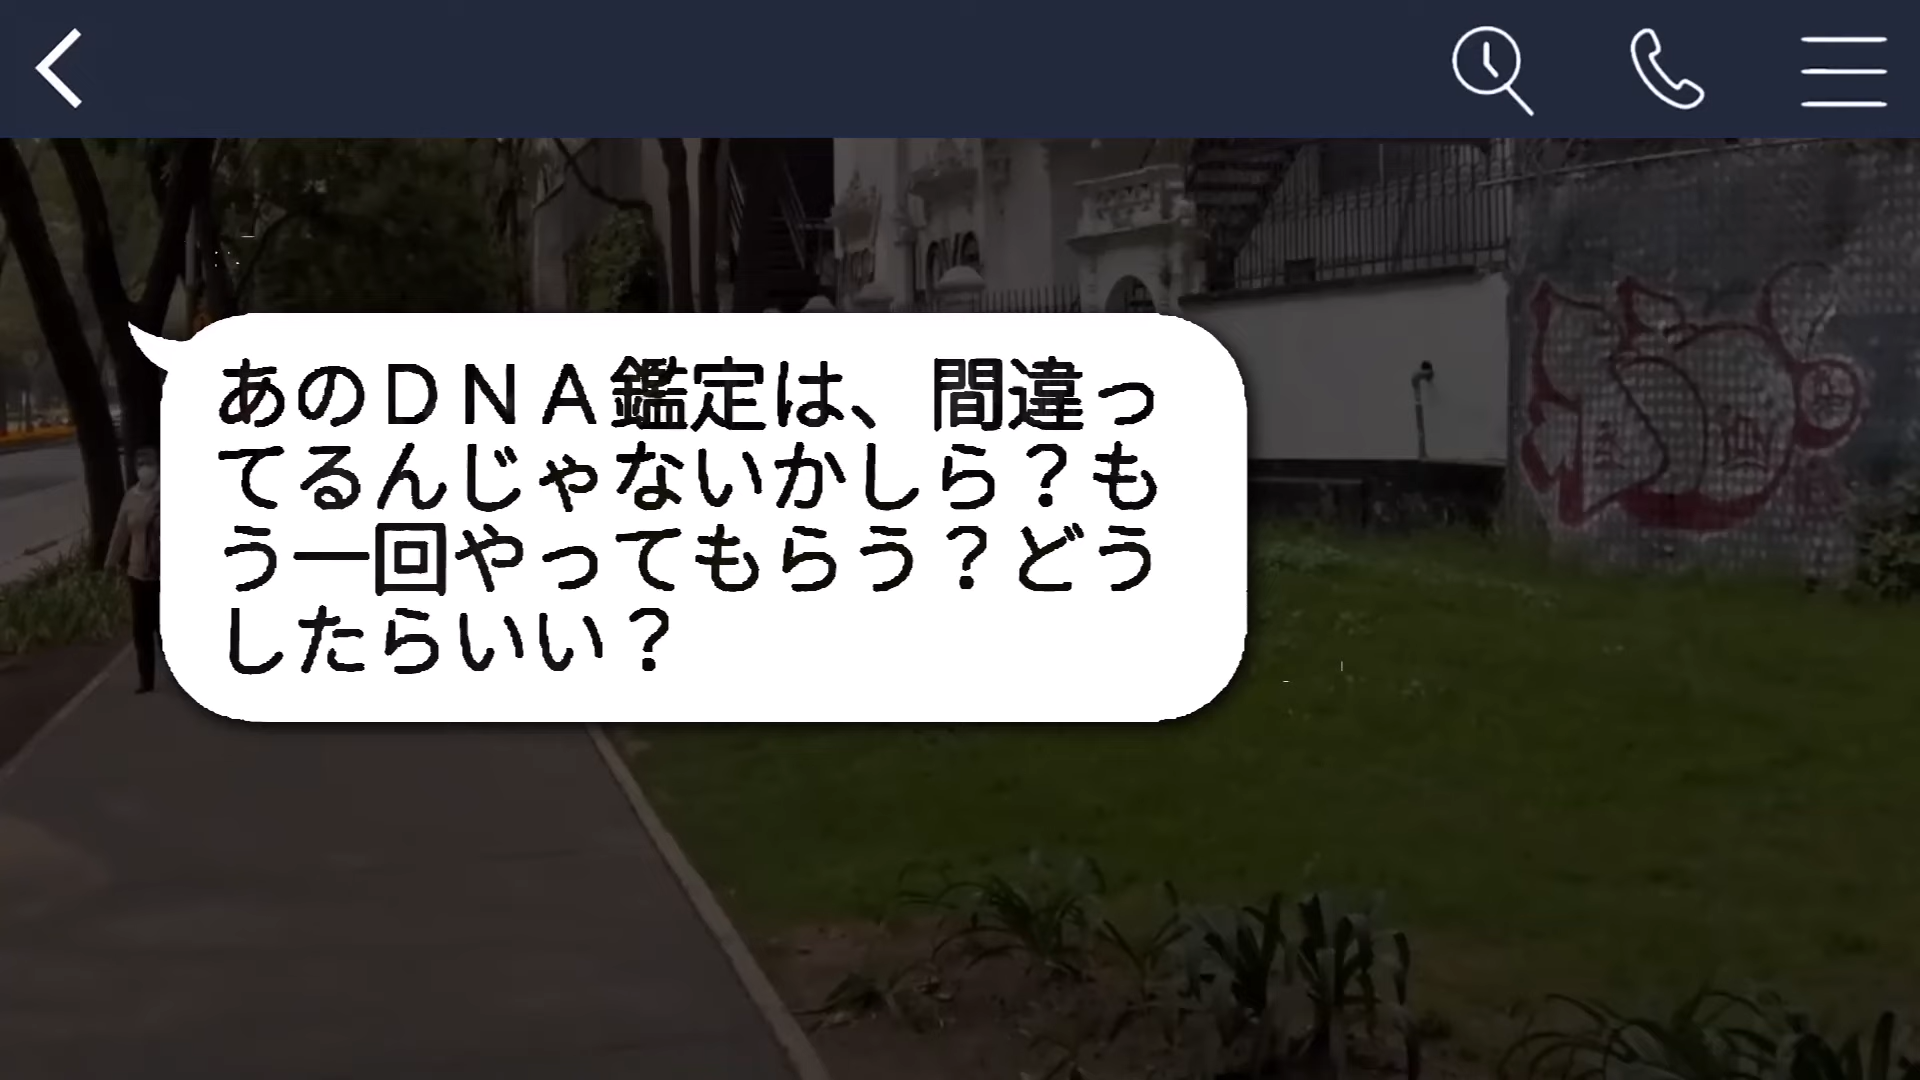 あのＤＮＡ鑑定は、間違っ
てるんじゃないかしら？も
う一回やってもらう？どう
したらいい？